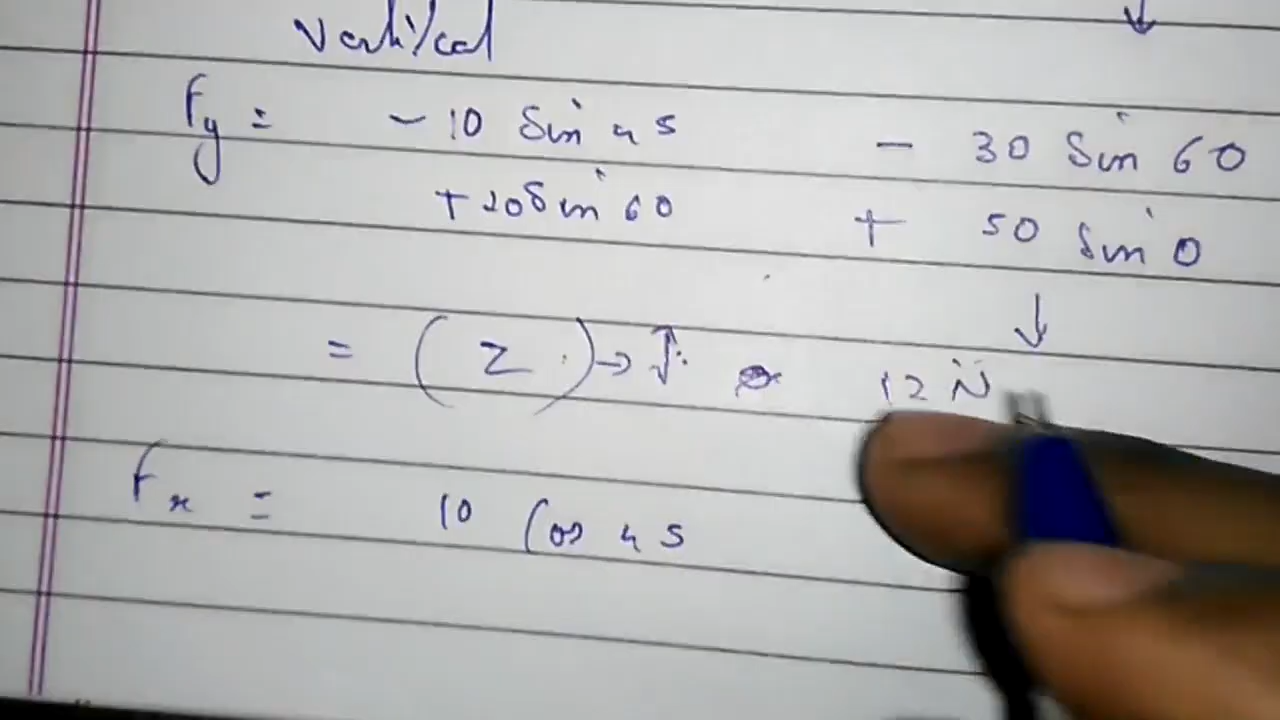 Vertical
Fy = - 10 Sin 45 - 30 Sin 60
+ 20 Sin 60 + 50 Sin 0
= ( Z ) → ↑ 12 N ↓
Fx = 10 Cos 45